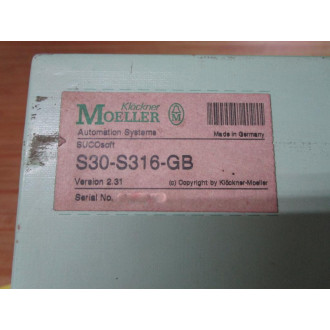 Klöckner
MOELLER
Automation Systems
Made in Germany
SUCOsoft
S30-S316-GB
Version 2.31
(c) Copyright by Klöckner-Moeller
Serial No.